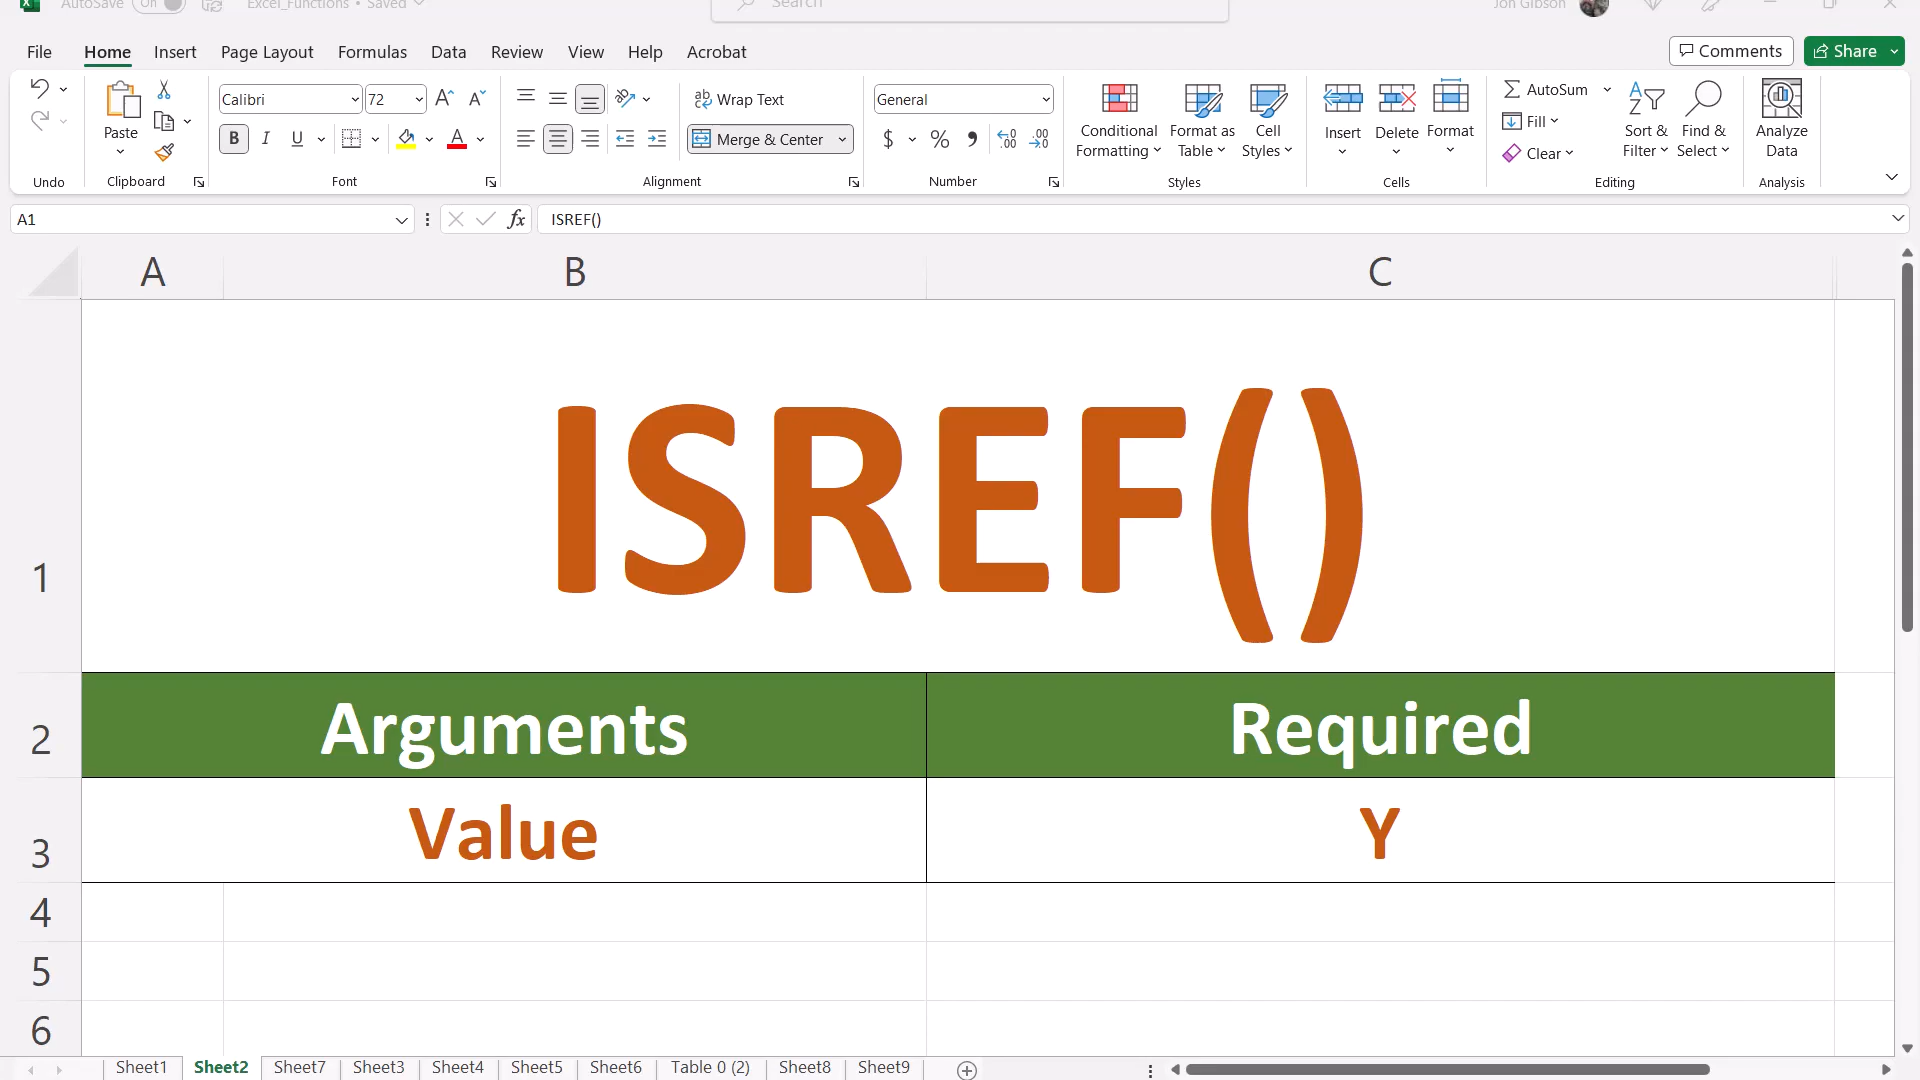 AutoSave On Excel_Functions • Saved Search Jon Gibson
File Home Insert Page Layout Formulas Data Review View Help Acrobat Comments Share
Calibri 72 Wrap Text General AutoSum
Paste B I U Merge & Center $ % Conditional Formatting Format as Table Cell Styles Insert Delete Format Fill Clear Sort & Filter Find & Select Analyze Data
Undo Clipboard Font Alignment Number Styles Cells Editing Analysis
A1 fx ISREF()
A B C
1 ISREF()
2 Arguments Required
3 Value Y
4
5
6
Sheet1 Sheet2 Sheet7 Sheet3 Sheet4 Sheet5 Sheet6 Table 0 (2) Sheet8 Sheet9